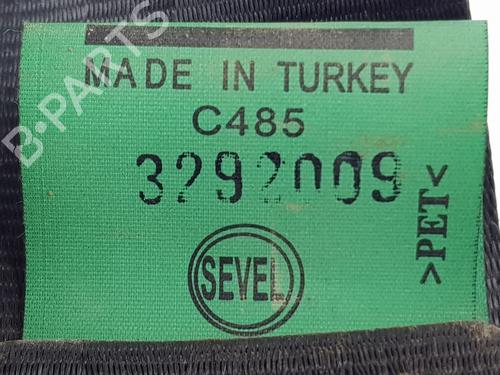 MADE IN TURKEY
C485
3292009
>PET<
SEVEL
B-PARTS